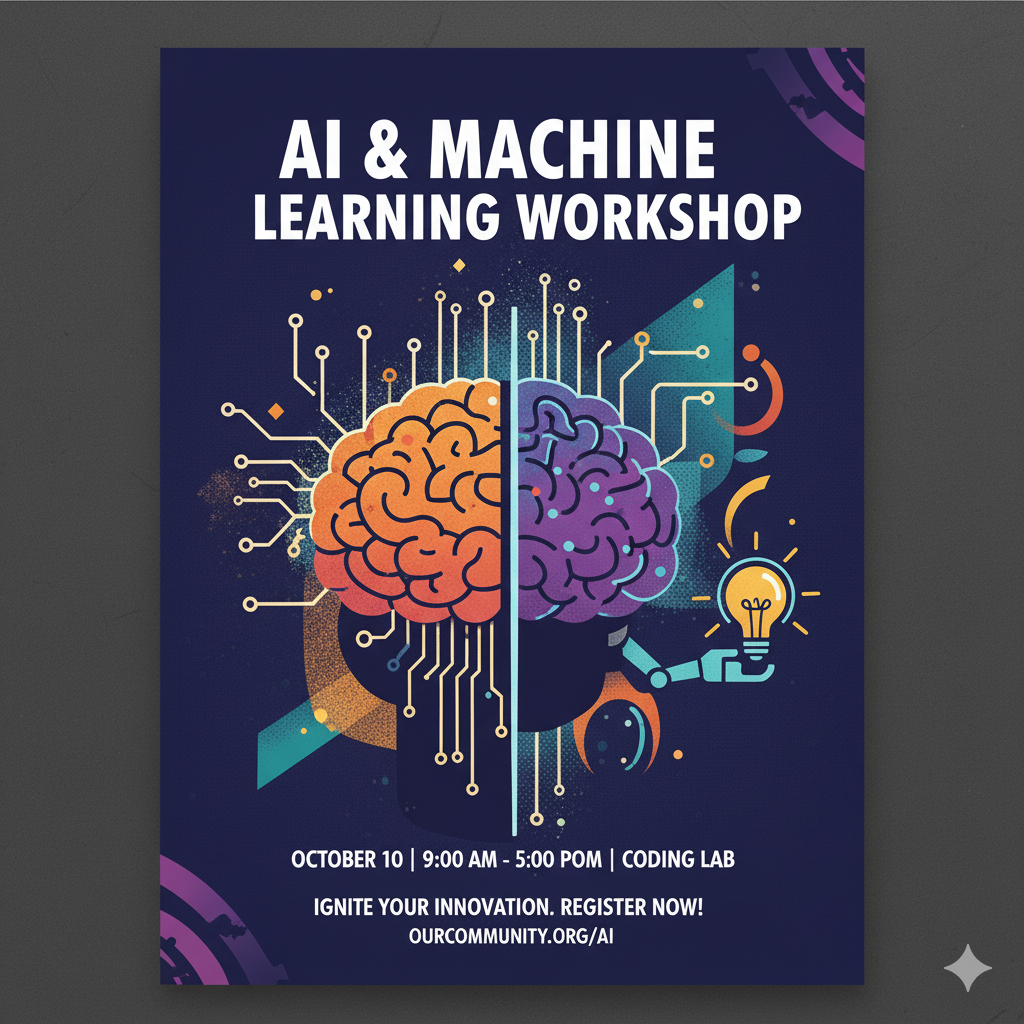 AI & MACHINE
LEARNING WORKSHOP
OCTOBER 10 | 9:00 AM - 5:00 POM | CODING LAB
IGNITE YOUR INNOVATION. REGISTER NOW!
OURCOMMUNITY.ORG/AI